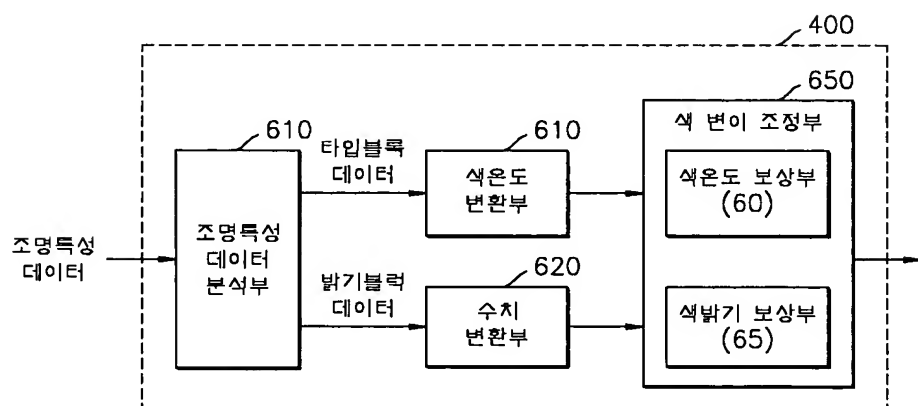 400
650
610
610
색 변이 조정부
타입블록
데이터
색온도
변환부
색온도 보상부
(60)
조명특성
데이터
조명특성
데이터
분석부
620
밝기블럭
데이터
수치
변환부
색밝기 보상부
(65)